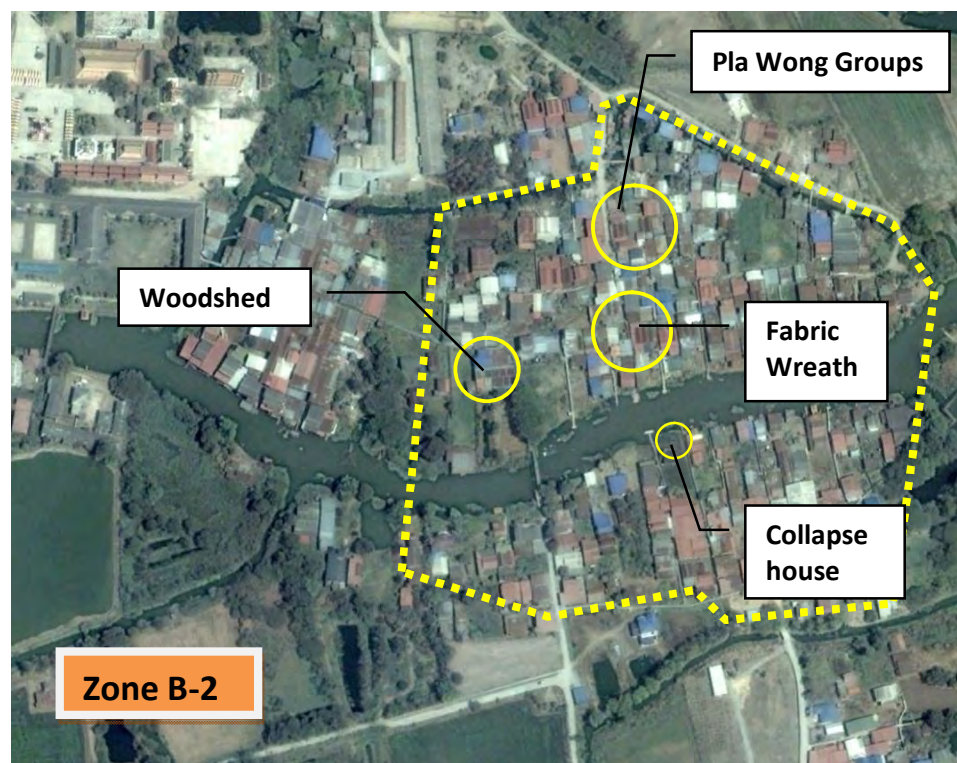 Pla Wong Groups
Woodshed
Fabric
Wreath
Collapse
house
Zone B-2